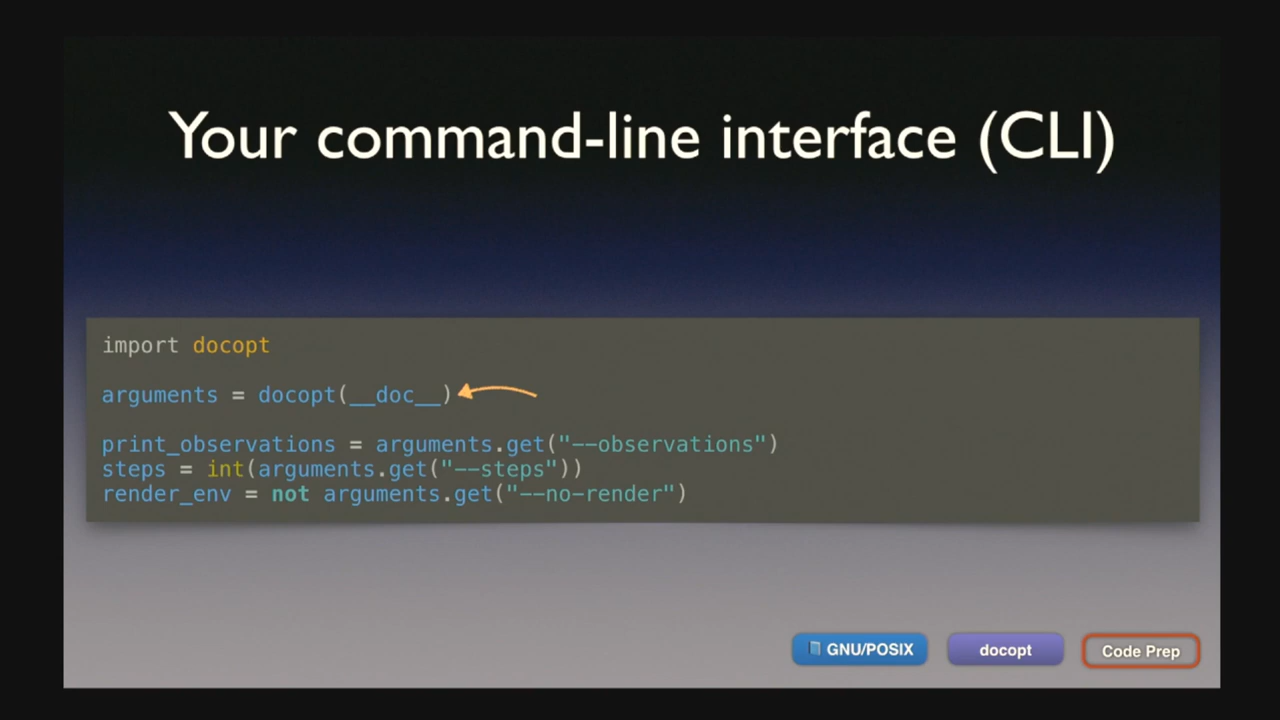 Your command-line interface (CLI)
import docopt
arguments = docopt(__doc__)
print_observations = arguments.get("--observations")
steps = int(arguments.get("--steps"))
render_env = not arguments.get("--no-render")
GNU/POSIX
docopt
Code Prep